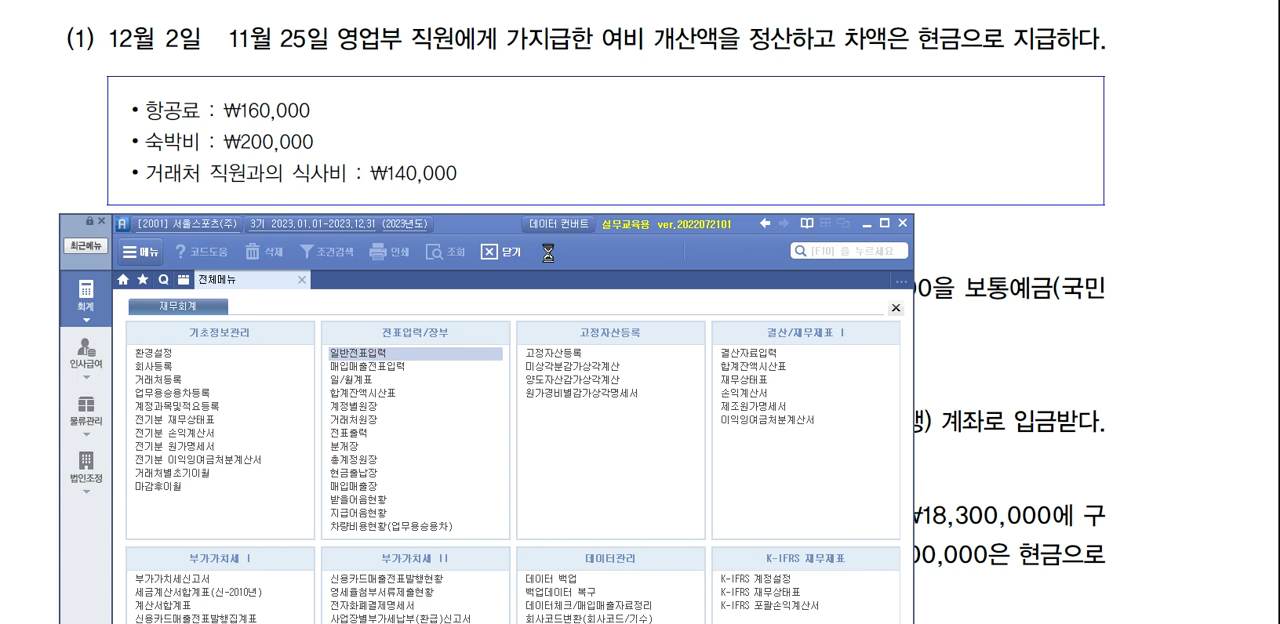 (1) 12월 2일 11월 25일 영업부 직원에게 가지급한 여비 개산액을 정산하고 차액은 현금으로 지급하다.
• 항공료 : ₩160,000
• 숙박비 : ₩200,000
• 거래처 직원과의 식사비 : ₩140,000
[2001] 서울스포츠(주) 3기 2023.01.01~2023.12.31 (2023년도) 데이터 컨버트 실무교육용 ver.2022072101
최근메뉴 메뉴 코드도움 삭제 조건검색 인쇄 조회 닫기 [F10] 을 누르세요
전체메뉴
0을 보통예금(국민
회계
인사급여
물류관리
법인조정
재무회계
기초정보관리
환경설정
회사등록
거래처등록
업무용승용차등록
계정과목및적요등록
전기분 재무상태표
전기분 손익계산서
전기분 원가명세서
전기분 이익잉여금처분계산서
거래처별초기이월
마감후이월
전표입력/장부
일반전표입력
매입매출전표입력
일/월계표
합계잔액시산표
계정별원장
거래처원장
전표출력
분개장
총계정원장
현금출납장
매입매출장
받을어음현황
지급어음현황
차량비용현황(업무용승용차)
고정자산등록
고정자산등록
미상각분감가상각계산
양도자산감가상각계산
원가경비별감가상각명세서
결산/재무제표 I
결산자료입력
합계잔액시산표
재무상태표
손익계산서
제조원가명세서
이익잉여금처분계산서
) 계좌로 입금받다.
₩18,300,000에 구
00,000은 현금으로
부가가치세 I
부가가치세신고서
세금계산서합계표(신-2010년)
계산서합계표
신용카드매출전표발행집계표
부가가치세 II
신용카드매출전표발행현황
영세율첨부서류제출현황
전자화폐결제명세서
사업장별부가세납부(환급)신고서
데이터관리
데이터 백업
백업데이터 복구
데이터체크/매입매출자료정리
회사코드변환(회사코드/기수)
K-IFRS 재무제표
K-IFRS 계정설정
K-IFRS 재무상태표
K-IFRS 포괄손익계산서